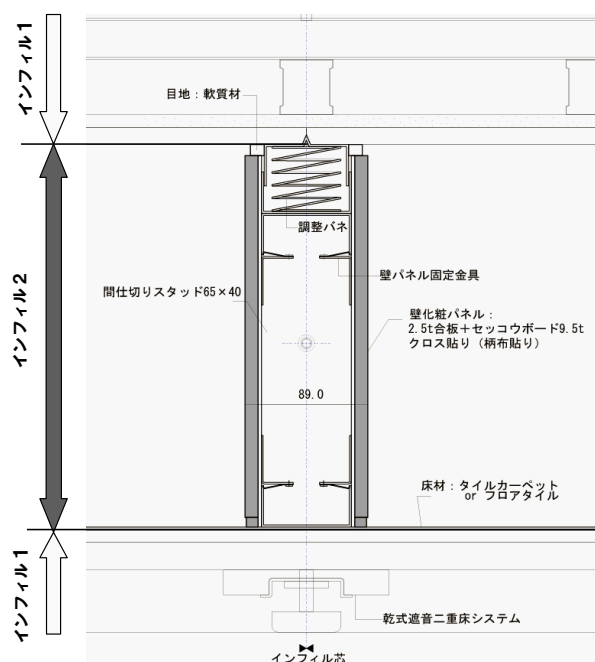 インフィル1
目地：軟質材
調整バネ
壁パネル固定金具
間仕切りスタッド65×40
壁化粧パネル：
2.5t合板＋セッコウボード9.5t
クロス貼り（柄布貼り）
インフィル2
89.0
床材：タイルカーペット
or フロアタイル
インフィル1
乾式遮音二重床システム
インフィル芯